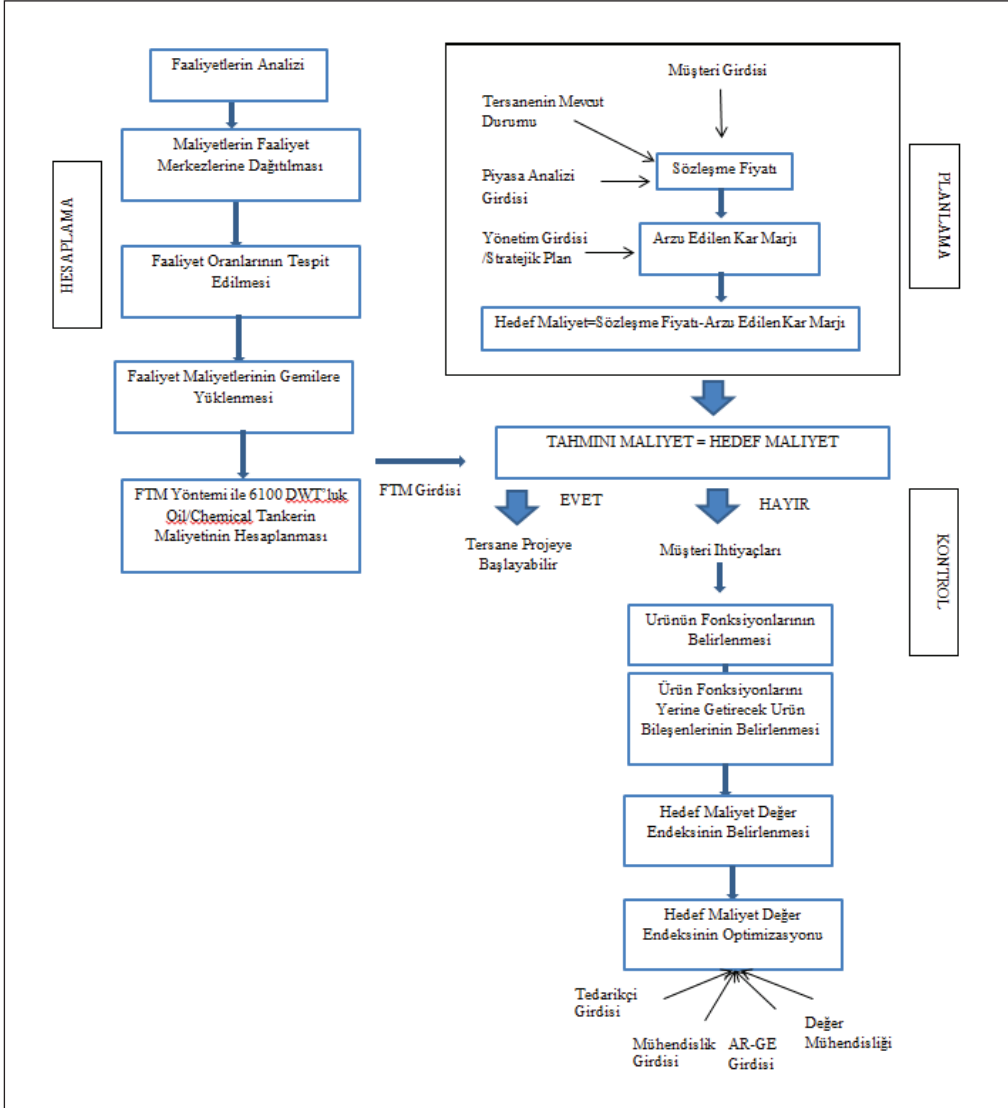 Faaliyetlerin Analizi
Maliyetlerin Faaliyet
Merkezlerine Dağıtılması
HESAPLAMA
Faaliyet Oranlarının Tespit
Edilmesi
Faaliyet Maliyetlerinin Gemilere
Yüklenmesi
FTM Yöntemi ile 6100 DWT'luk
Oil/Chemical Tankerin
Maliyetinin Hesaplanması
FTM Girdisi
Müşteri Girdisi
Tersanenin Mevcut
Durumu
Sözleşme Fiyatı
Piyasa Analizi
Girdisi
Yönetim Girdisi
/Stratejik Plan
Arzu Edilen Kar Marjı
Hedef Maliyet=Sözleşme Fiyatı-Arzu Edilen Kar Marjı
PLANLAMA
TAHMINI MALIYET = HEDEF MALIYET
EVET
HAYIR
Tersane Projeye
Başlayabilir
Müşteri Ihtiyaçları
KONTROL
Urünün Fonksiyonlarının
Belirlenmesi
Ürün Fonksiyonlarını
Yerine Getirecek Urün
Bileşenlerinin Belirlenmesi
Hedef Maliyet Değer
Endeksinin Belirlenmesi
Hedef Maliyet Değer
Endeksinin Optimizasyonu
Tedarikçi
Girdisi
Mühendislik
Girdisi
AR-GE
Girdisi
Değer
Mühendisliği